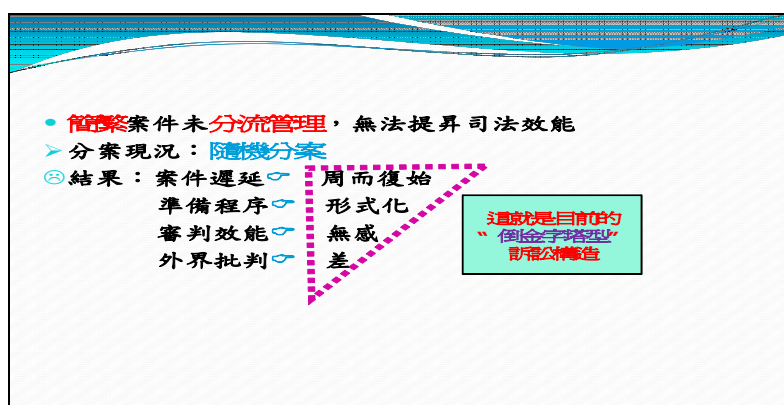 簡繁案件未分流管理，無法提昇司法效能
分案現況：隨機分案
結果：案件遲延 周而復始
準備程序 形式化
審判效能 無感
外界批判 差
這就是目前的
“倒金字塔型”
訴訟構造